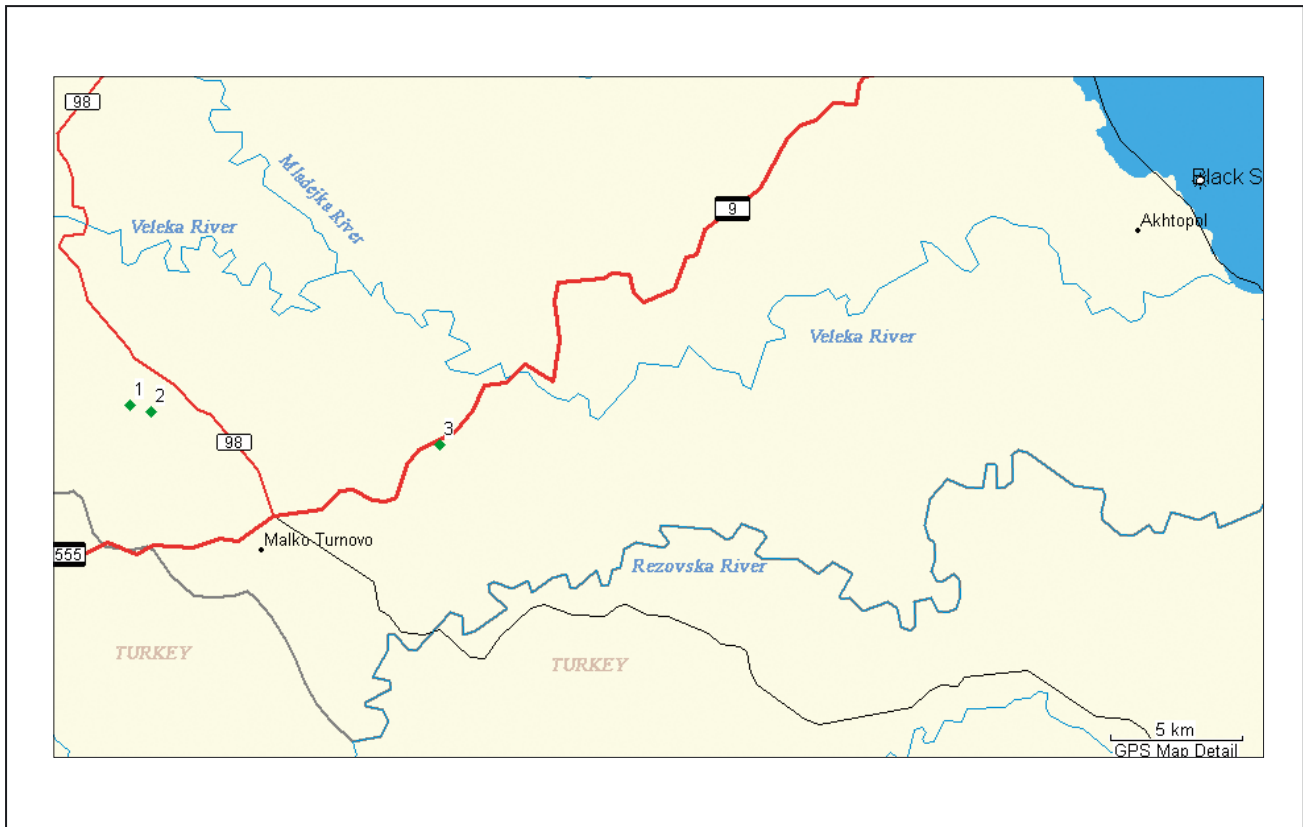 98
Mladejka River
Black S
9
Akhtopol
Veleka River
Veleka River
1
2
3
98
Malko Turnovo
555
Rezovska River
TURKEY
TURKEY
5 km
GPS Map Detail